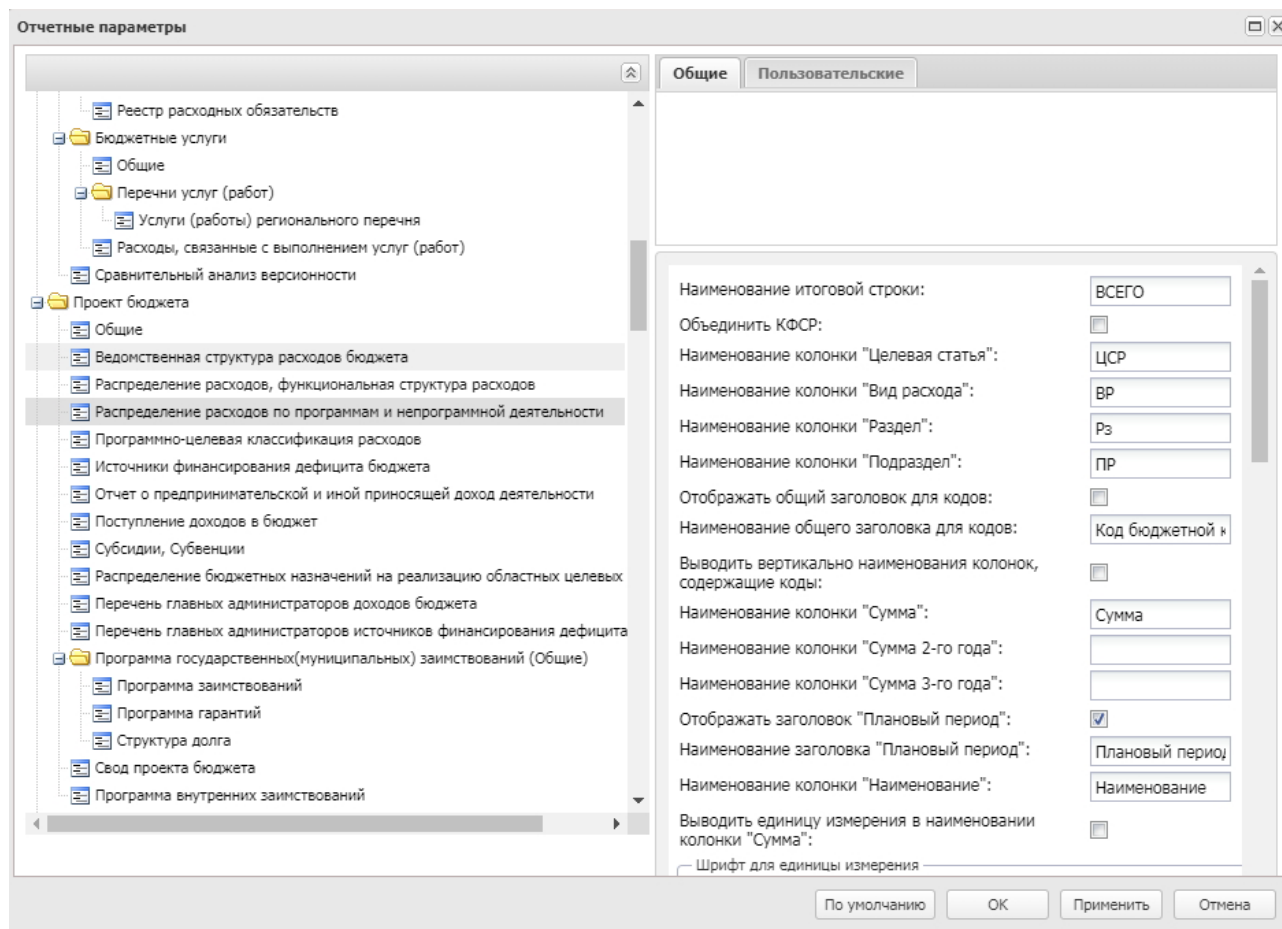 Отчетные параметры
Реестр расходных обязательств
Бюджетные услуги
Общие
Перечни услуг (работ)
Услуги (работы) регионального перечня
Расходы, связанные с выполнением услуг (работ)
Сравнительный анализ версионности
Проект бюджета
Общие
Ведомственная структура расходов бюджета
Распределение расходов, функциональная структура расходов
Распределение расходов по программам и непрограммной деятельности
Программно-целевая классификация расходов
Источники финансирования дефицита бюджета
Отчет о предпринимательской и иной приносящей доход деятельности
Поступление доходов в бюджет
Субсидии, Субвенции
Распределение бюджетных назначений на реализацию областных целевых
Перечень главных администраторов доходов бюджета
Перечень главных администраторов источников финансирования дефицита
Программа государственных(муниципальных) заимствований (Общие)
Программа заимствований
Программа гарантий
Структура долга
Свод проекта бюджета
Программа внутренних заимствований
Общие Пользовательские
Наименование итоговой строки: ВСЕГО
Объединить КФСР:
Наименование колонки "Целевая статья": ЦСР
Наименование колонки "Вид расхода": ВР
Наименование колонки "Раздел": Рз
Наименование колонки "Подраздел": ПР
Отображать общий заголовок для кодов:
Наименование общего заголовка для кодов: Код бюджетной к
Выводить вертикально наименования колонок,
содержащие коды:
Наименование колонки "Сумма": Сумма
Наименование колонки "Сумма 2-го года":
Наименование колонки "Сумма 3-го года":
Отображать заголовок "Плановый период":
Наименование заголовка "Плановый период": Плановый период
Наименование колонки "Наименование": Наименование
Выводить единицу измерения в наименовании
колонки "Сумма":
Шрифт для единицы измерения
По умолчанию ОК Применить Отмена